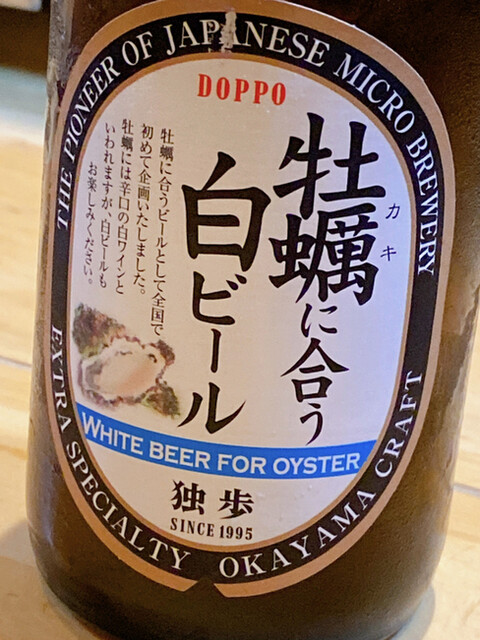 THE PIONEER OF JAPANESE MICRO BREWERY
DOPPO
牡蠣に合う
カキ
白ビール
牡蠣に合うビールとして全国で
初めて企画いたしました。
牡蠣には辛口の白ワインと
いわれますが、白ビールも
お楽しみください。
WHITE BEER FOR OYSTER
独歩
SINCE 1995
EXTRA SPECIALTY OKAYAMA CRAFT